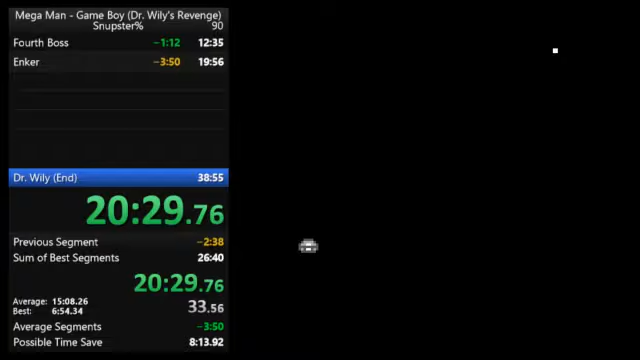 Mega Man - Game Boy (Dr. Wily's Revenge)
Snupster% 90
Fourth Boss −1:12 12:35
Enker −3:50 19:56
Dr. Wily (End) 38:55
20:29.76
Previous Segment −2:38
Sum of Best Segments 26:40
20:29.76
Average: 15:08.26
Best: 6:54.34 33.56
Average Segments −3:50
Possible Time Save 8:13.92